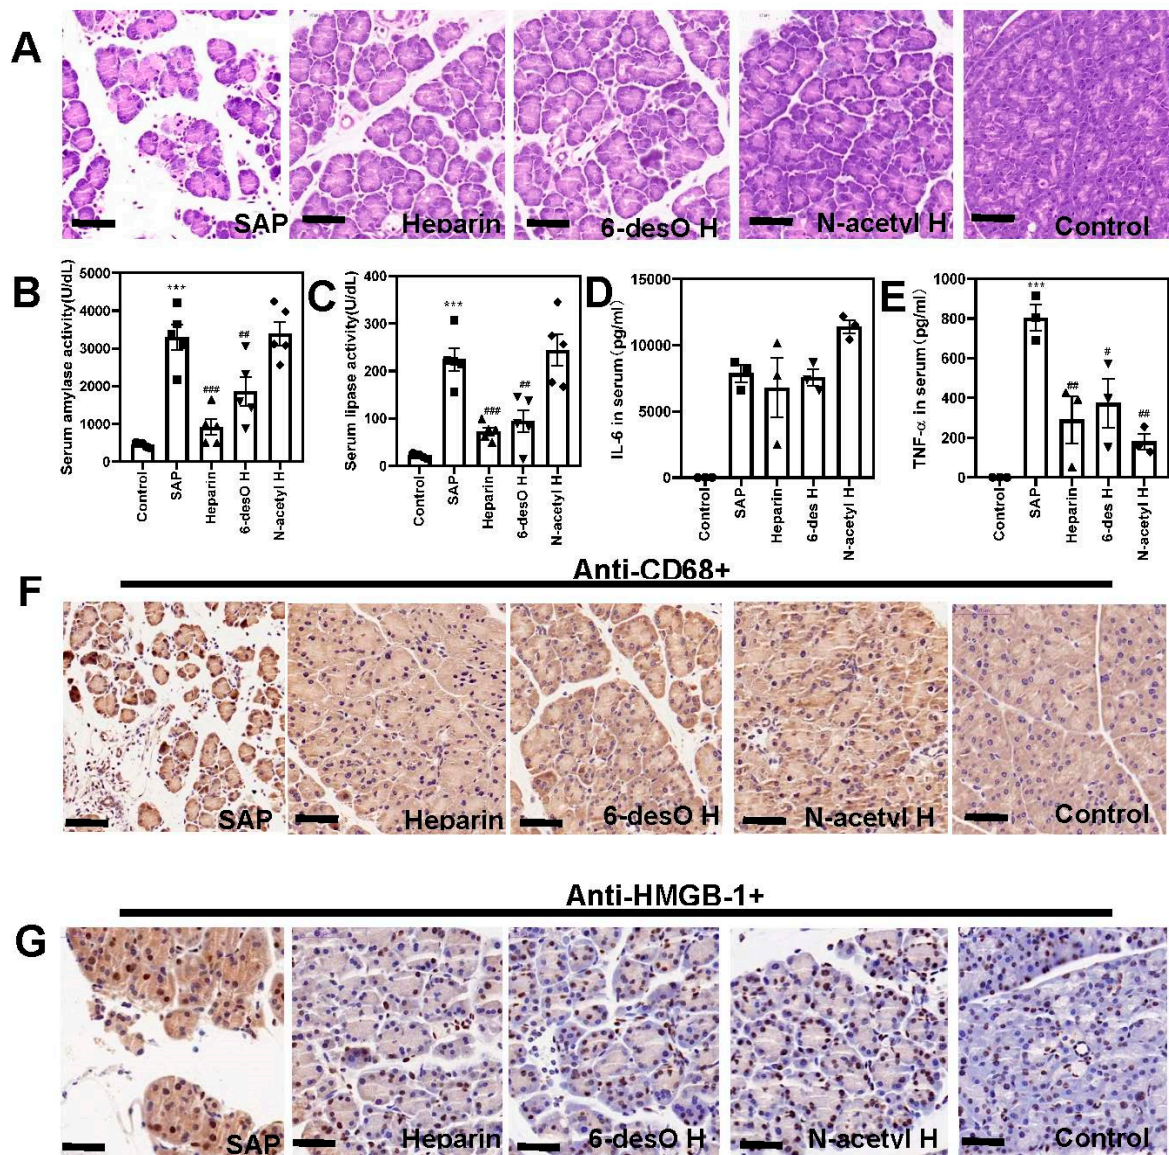 A
SAP
Heparin
6-desO H
N-acetyl H
Control
B
Serum amylase activity(U/dL)
5000
4000
3000
2000
1000
0
***
###
##
Control
SAP
Heparin
6-desO H
N-acetyl H
C
Serum lipase activity(U/dL)
400
300
200
100
0
***
###
##
Control
SAP
Heparin
6-desO H
N-acetyl H
D
IL-6 in serum (pg/ml)
15000
10000
5000
0
Control
SAP
Heparin
6-des H
N-acetyl H
E
TNF-α in serum (pg/ml)
1000
800
600
400
200
0
***
##
#
##
Control
SAP
Heparin
6-des H
N-acetyl H
Anti-CD68+
F
SAP
Heparin
6-desO H
N-acetyl H
Control
Anti-HMGB-1+
G
SAP
Heparin
6-desO H
N-acetyl H
Control